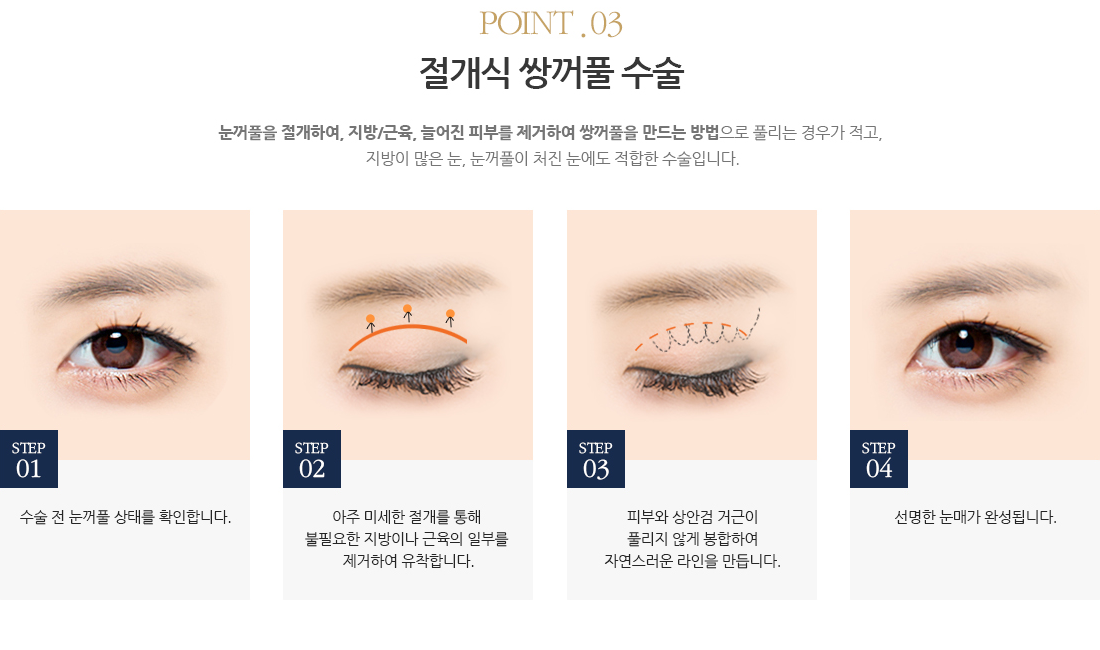 POINT . 03
절개식 쌍꺼풀 수술
눈꺼풀을 절개하여, 지방/근육, 늘어진 피부를 제거하여 쌍꺼풀을 만드는 방법으로 풀리는 경우가 적고,
지방이 많은 눈, 눈꺼풀이 처진 눈에도 적합한 수술입니다.
STEP
01
수술 전 눈꺼풀 상태를 확인합니다.
STEP
02
아주 미세한 절개를 통해
불필요한 지방이나 근육의 일부를
제거하여 유착합니다.
STEP
03
피부와 상안검 거근이
풀리지 않게 봉합하여
자연스러운 라인을 만듭니다.
STEP
04
선명한 눈매가 완성됩니다.